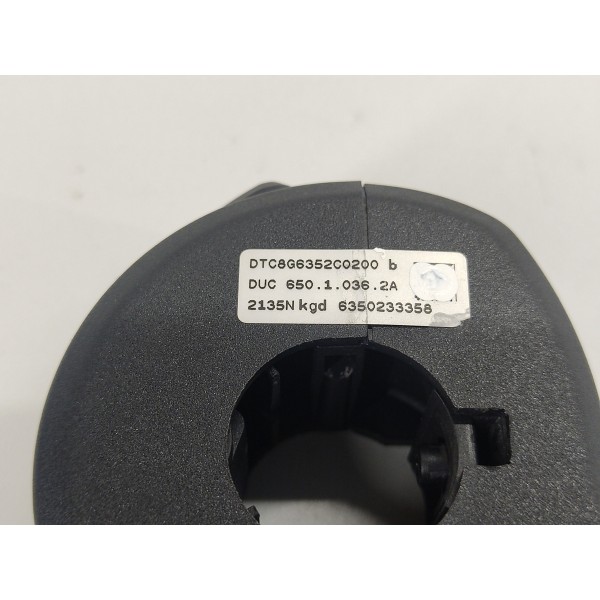 DTC8G6352C0200 b
DUC 650.1.036.2A
2135N kgd 6350233358